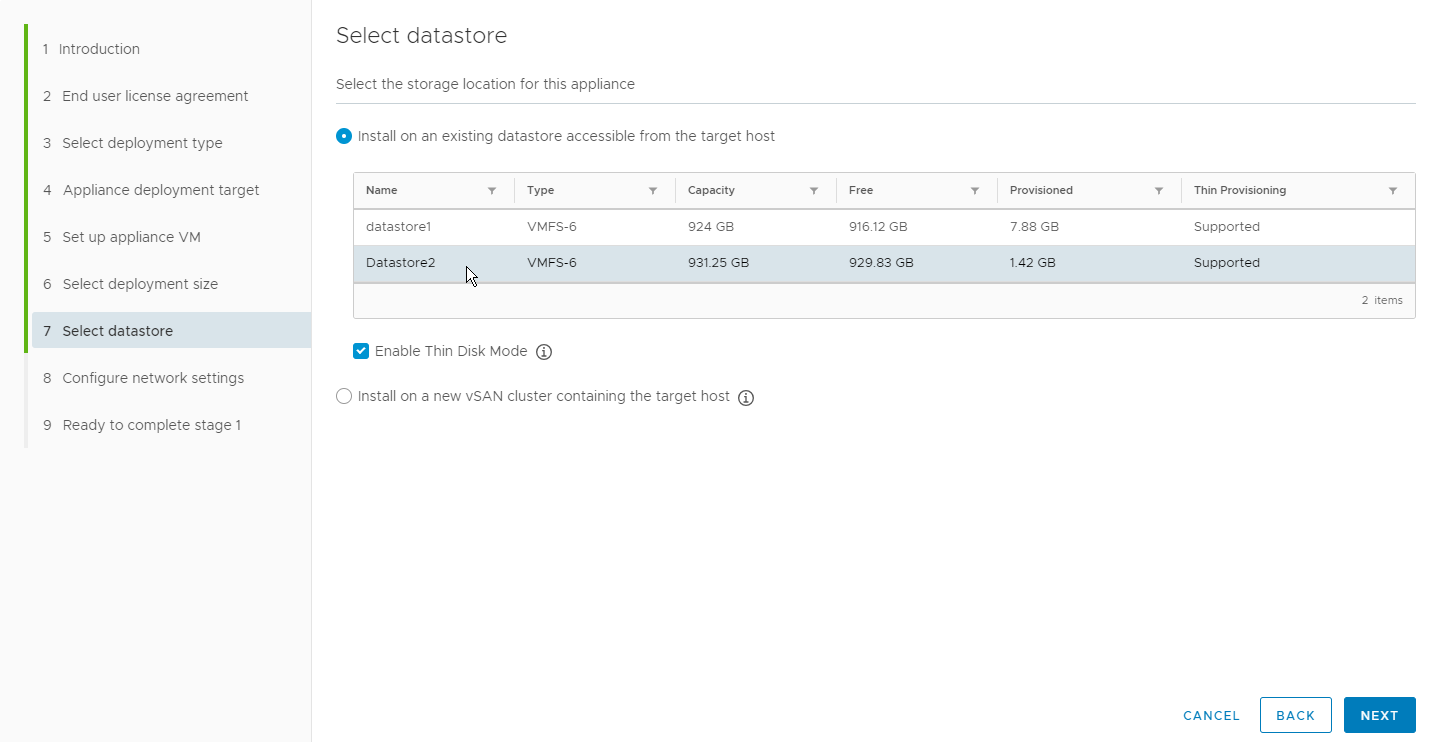 1 Introduction
2 End user license agreement
3 Select deployment type
4 Appliance deployment target
5 Set up appliance VM
6 Select deployment size
7 Select datastore
8 Configure network settings
9 Ready to complete stage 1
Select datastore
Select the storage location for this appliance
Install on an existing datastore accessible from the target host
Name Type Capacity Free Provisioned Thin Provisioning
datastore1 VMFS-6 924 GB 916.12 GB 7.88 GB Supported
Datastore2 VMFS-6 931.25 GB 929.83 GB 1.42 GB Supported
2 items
Enable Thin Disk Mode
Install on a new vSAN cluster containing the target host
CANCEL BACK NEXT